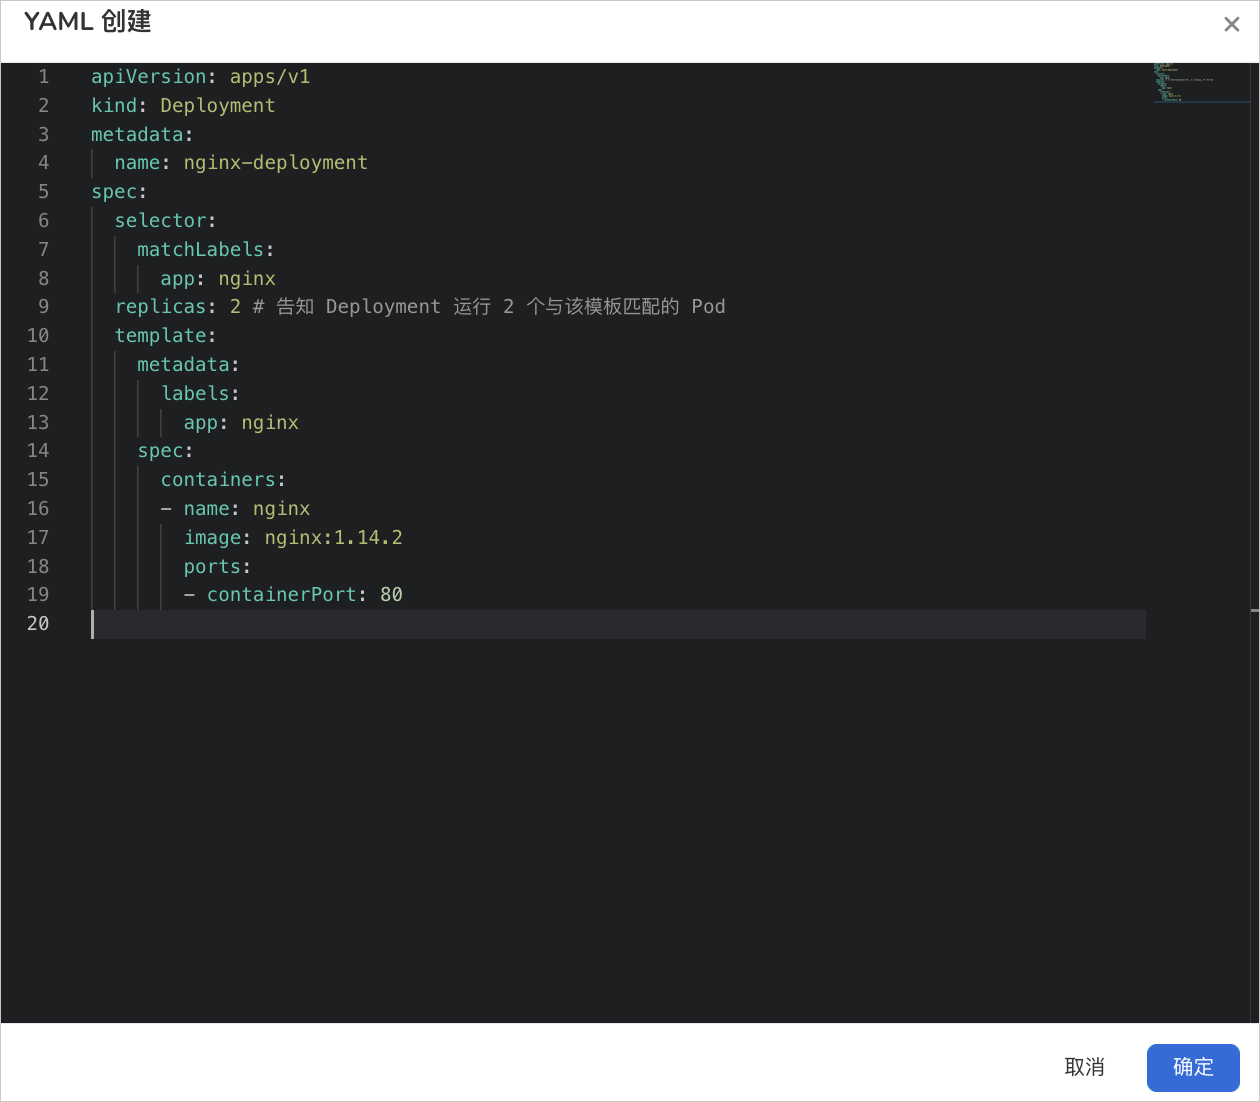 YAML 创建
1 apiVersion: apps/v1
2 kind: Deployment
3 metadata:
4   name: nginx-deployment
5 spec:
6   selector:
7     matchLabels:
8       app: nginx
9   replicas: 2 # 告知 Deployment 运行 2 个与该模板匹配的 Pod
10   template:
11     metadata:
12       labels:
13         app: nginx
14     spec:
15       containers:
16       - name: nginx
17         image: nginx:1.14.2
18         ports:
19         - containerPort: 80
20
取消 确定